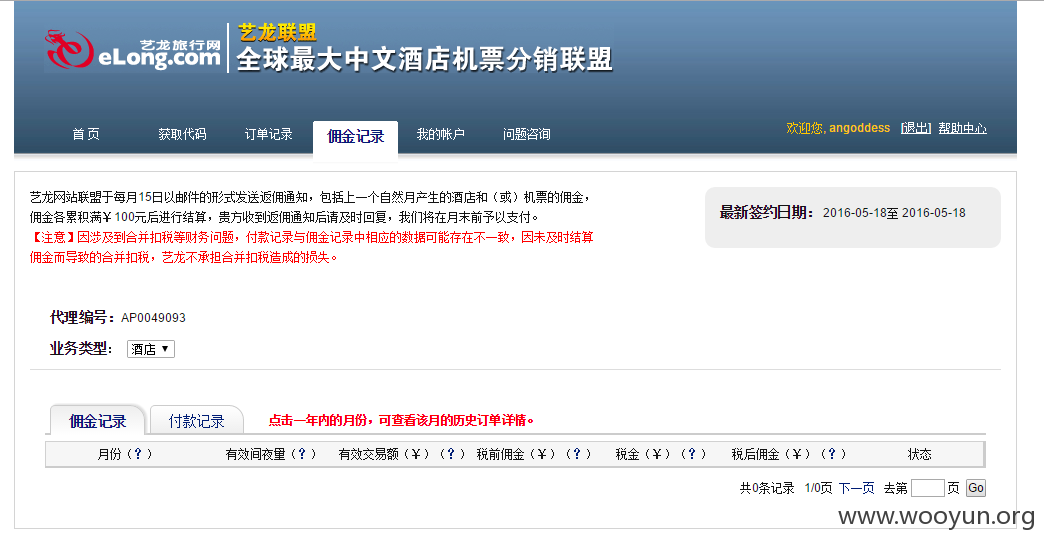 艺龙旅行网
eLong.com
艺龙联盟
全球最大中文酒店机票分销联盟
首 页 获取代码 订单记录 佣金记录 我的帐户 问题咨询 欢迎您, angoddess [退出] 帮助中心
艺龙网站联盟于每月15日以邮件的形式发送返佣通知，包括上一个自然月产生的酒店和（或）机票的佣金，
佣金各累积满￥100元后进行结算，贵方收到返佣通知后请及时回复，我们将在月末前予以支付。
【注意】因涉及到合并扣税等财务问题，付款记录与佣金记录中相应的数据可能存在不一致，因未及时结算
佣金而导致的合并扣税，艺龙不承担合并扣税造成的损失。
最新签约日期： 2016-05-18至 2016-05-18
代理编号：AP0049093
业务类型: 酒店
佣金记录 付款记录 点击一年内的月份，可查看该月的历史订单详情。
月份（?） 有效间夜量（?） 有效交易额（￥）（?） 税前佣金（￥）（?） 税金（￥）（?） 税后佣金（￥）（?） 状态
共0条记录 1/0页 下一页 去第 页 Go
www.wooyun.org